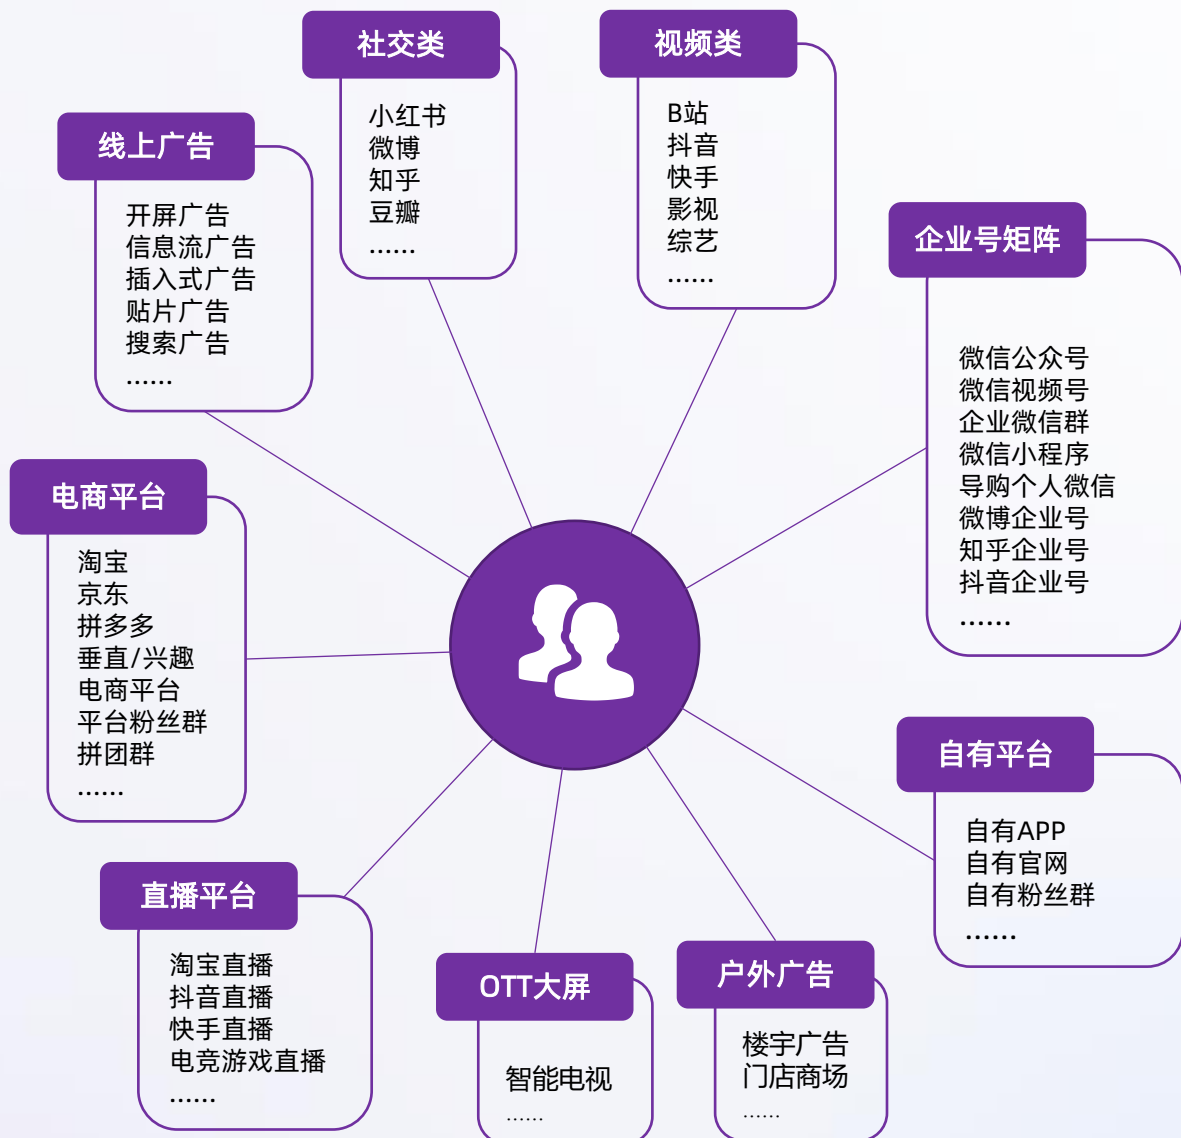 社交类
小红书
微博
知乎
豆瓣
......
视频类
B站
抖音
快手
影视
综艺
......
线上广告
开屏广告
信息流广告
插入式广告
贴片广告
搜索广告
......
企业号矩阵
微信公众号
微信视频号
企业微信群
微信小程序
导购个人微信
微博企业号
知乎企业号
抖音企业号
......
电商平台
淘宝
京东
拼多多
垂直/兴趣
电商平台
平台粉丝群
拼团群
......
自有平台
自有APP
自有官网
自有粉丝群
......
直播平台
淘宝直播
抖音直播
快手直播
电竞游戏直播
......
OTT大屏
智能电视
......
户外广告
楼宇广告
门店商场
......